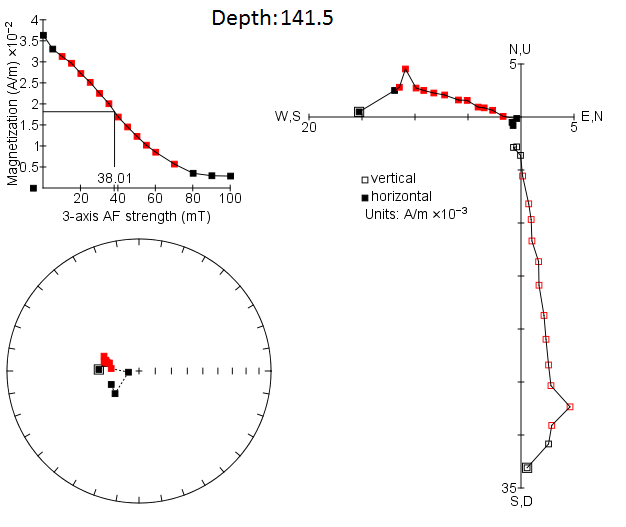 Depth:141.5
Magnetization (A/m) ×10⁻²
4
3.5
3
2.5
2
1.5
1
0.5
38.01
20 40 60 80 100
3-axis AF strength (mT)
N,U
5
W,S
E,N
20
5
vertical
horizontal
Units: A/m ×10⁻³
35
S,D